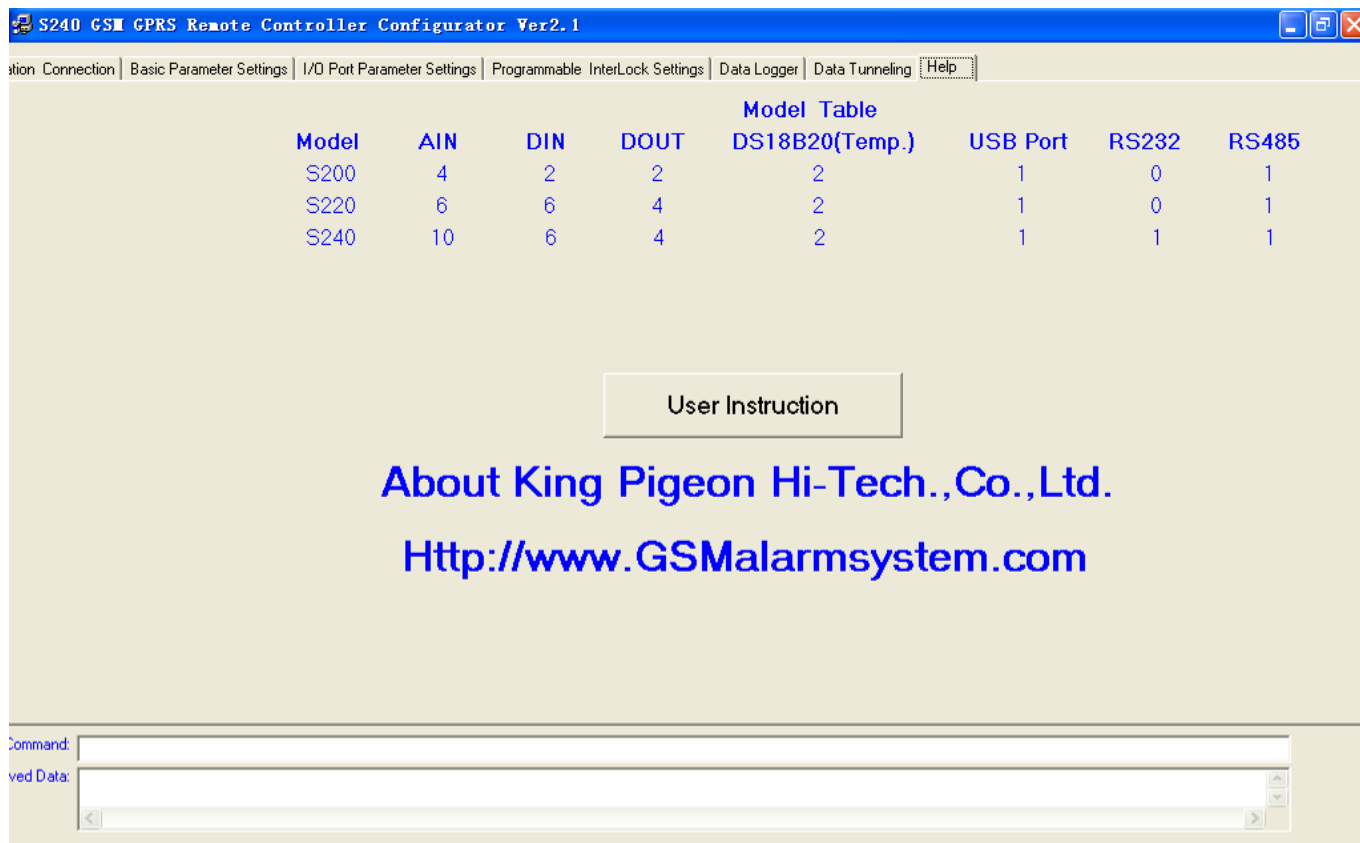 S240 GSM GPRS Remote Controller Configurator Ver2.1
ation Connection Basic Parameter Settings I/O Port Parameter Settings Programmable InterLock Settings Data Logger Data Tunneling Help
Model Table
Model AIN DIN DOUT DS18B20(Temp.) USB Port RS232 RS485
S200 4 2 2 2 1 0 1
S220 6 6 4 2 1 0 1
S240 10 6 4 2 1 1 1
User Instruction
About King Pigeon Hi-Tech.,Co.,Ltd.
Http://www.GSMalarmsystem.com
Command:
ved Data: